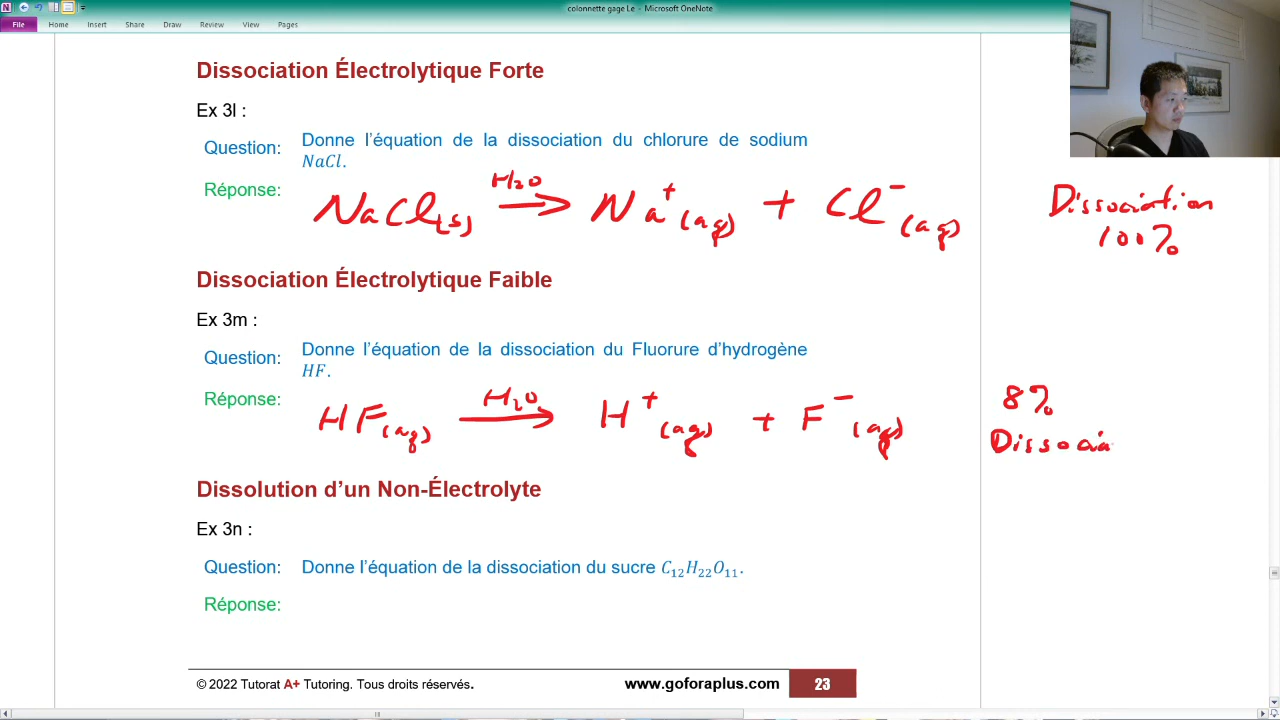 colonnette gage Le - Microsoft OneNote
File Home Insert Share Draw Review View Pages
Dissociation Électrolytique Forte
Ex 3l :
Question: Donne l'équation de la dissociation du chlorure de sodium
NaCl.
Réponse: NaCl(s) H2O → Na+(aq) + Cl-(aq)
Dissociation
100%
Dissociation Électrolytique Faible
Ex 3m :
Question: Donne l'équation de la dissociation du Fluorure d'hydrogène
HF.
Réponse: HF(aq) H2O → H+(aq) + F-(aq)
8%
Dissocia
Dissolution d'un Non-Électrolyte
Ex 3n :
Question: Donne l'équation de la dissociation du sucre C12H22O11.
Réponse:
© 2022 Tutorat A+ Tutoring. Tous droits réservés. www.goforaplus.com 23